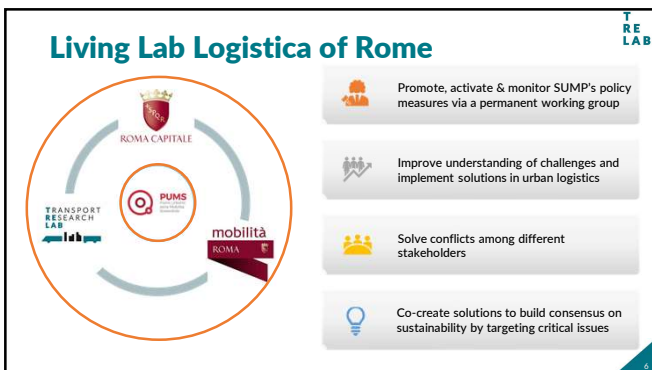 Living Lab Logistica of Rome
T
RE
LAB
ROMA CAPITALE
PUMS
TRANSPORT
RESEARCH
LAB
mobilità
ROMA
Promote, activate & monitor SUMP's policy
measures via a permanent working group
Improve understanding of challenges and
implement solutions in urban logistics
Solve conflicts among different
stakeholders
Co-create solutions to build consensus on
sustainability by targeting critical issues
6